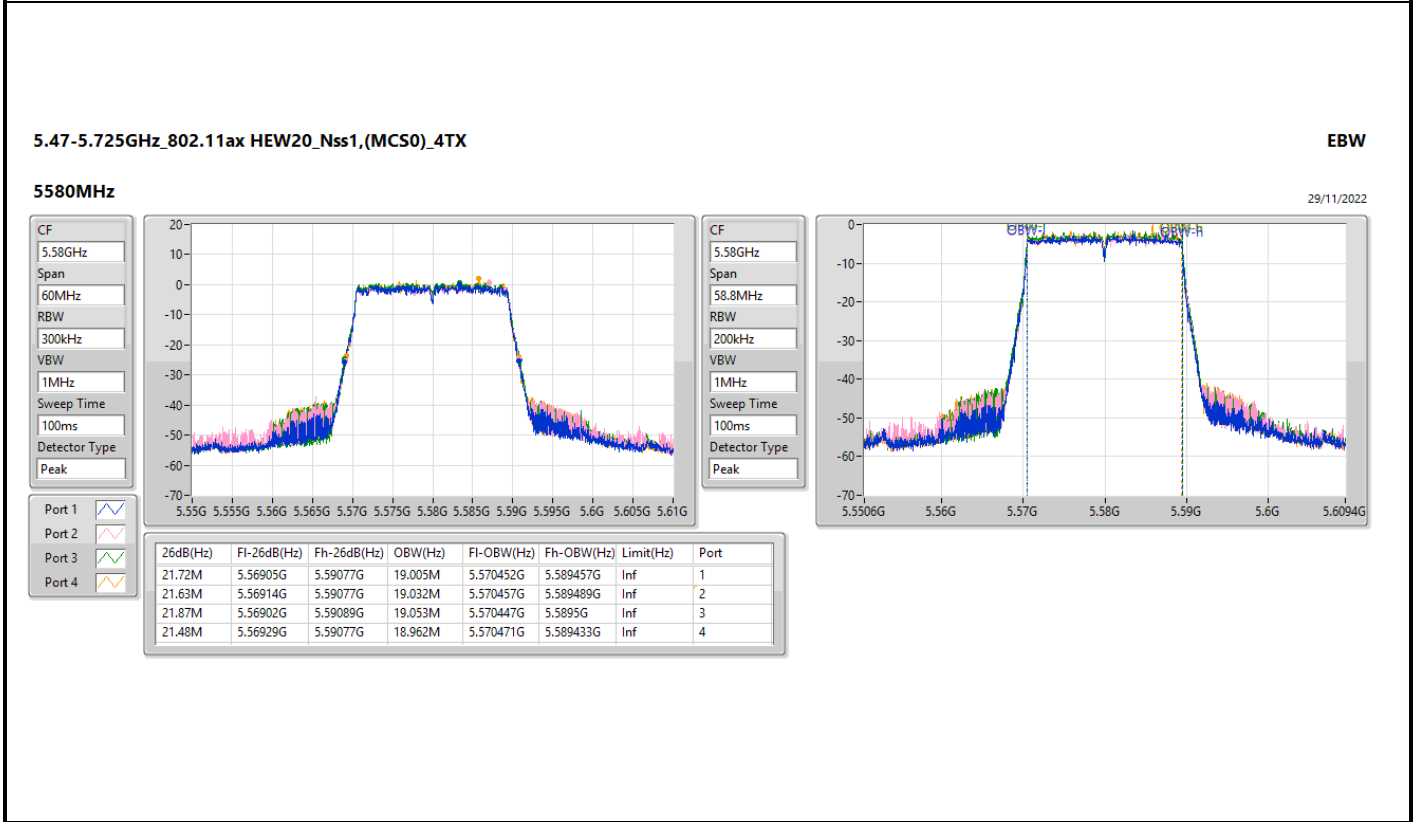 5.47-5.725GHz_802.11ax HEW20_Nss1,(MCS0)_4TX EBW
5580MHz
29/11/2022
CF
5.58GHz
Span
60MHz
RBW
300kHz
VBW
1MHz
Sweep Time
100ms
Detector Type
Peak
20
10
0
-10
-20
-30
-40
-50
-60
-70
5.55G 5.555G 5.56G 5.565G 5.57G 5.575G 5.58G 5.585G 5.59G 5.595G 5.6G 5.605G 5.61G
CF
5.58GHz
Span
58.8MHz
RBW
200kHz
VBW
1MHz
Sweep Time
100ms
Detector Type
Peak
OBW-l OBW-h
0
-10
-20
-30
-40
-50
-60
-70
5.5506G 5.56G 5.57G 5.58G 5.59G 5.6G 5.6094G
Port 1
Port 2
Port 3
Port 4
26dB(Hz) Fl-26dB(Hz) Fh-26dB(Hz) OBW(Hz) Fl-OBW(Hz) Fh-OBW(Hz) Limit(Hz) Port
21.72M 5.56905G 5.59077G 19.005M 5.570452G 5.589457G Inf 1
21.63M 5.56914G 5.59077G 19.032M 5.570457G 5.589489G Inf 2
21.87M 5.56902G 5.59089G 19.053M 5.570447G 5.5895G Inf 3
21.48M 5.56929G 5.59077G 18.962M 5.570471G 5.589433G Inf 4